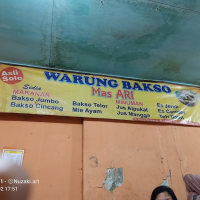 Asli
Solo
WARUNG BAKSO
Mas ARI
Sedia
MAKANAN
Bakso Jumbo
Bakso Cincang
Bakso Telor
Mie Ayam
MINUMAN
Jus Alpukat
Jus Mangga
Es Jeruk
Es Campur
17:51